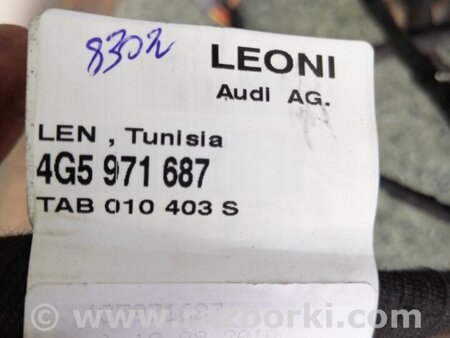 8302
LEONI
Audi AG.
LEN , Tunisia
4G5 971 687
TAB 010 403 S